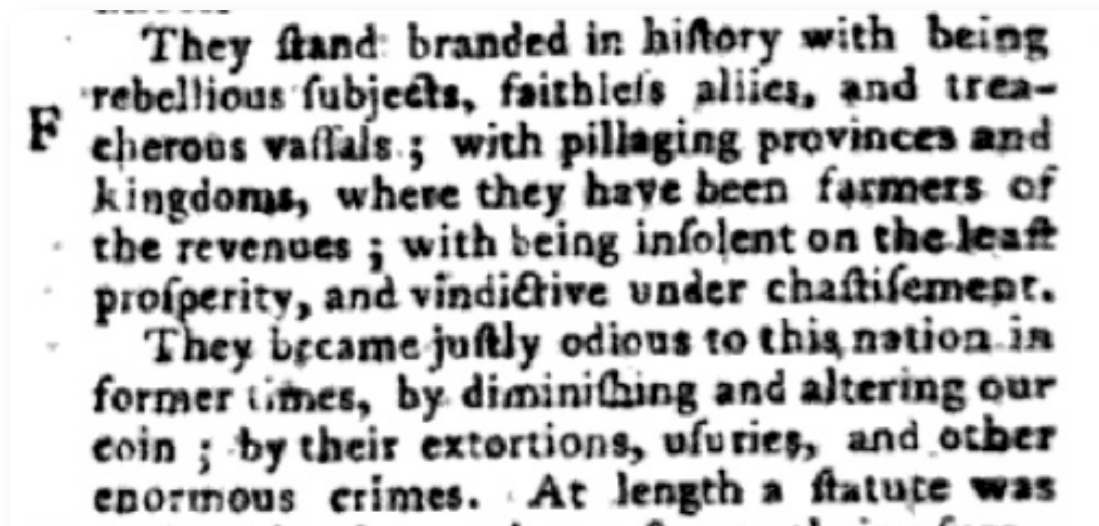 They ſtand branded in hiſtory with being
rebellious ſubjects, faithleſs allies, and trea-
F
cherous vaſſals ; with pillaging provinces and
kingdoms, where they have been farmers of
the revenues ; with being inſolent on the leaſt
proſperity, and vindictive under chaſtiſement.
They became juſtly odious to this nation in
former times, by diminiſhing and altering our
coin ; by their extortions, uſuries, and other
enormous crimes. At length a ſtatute was